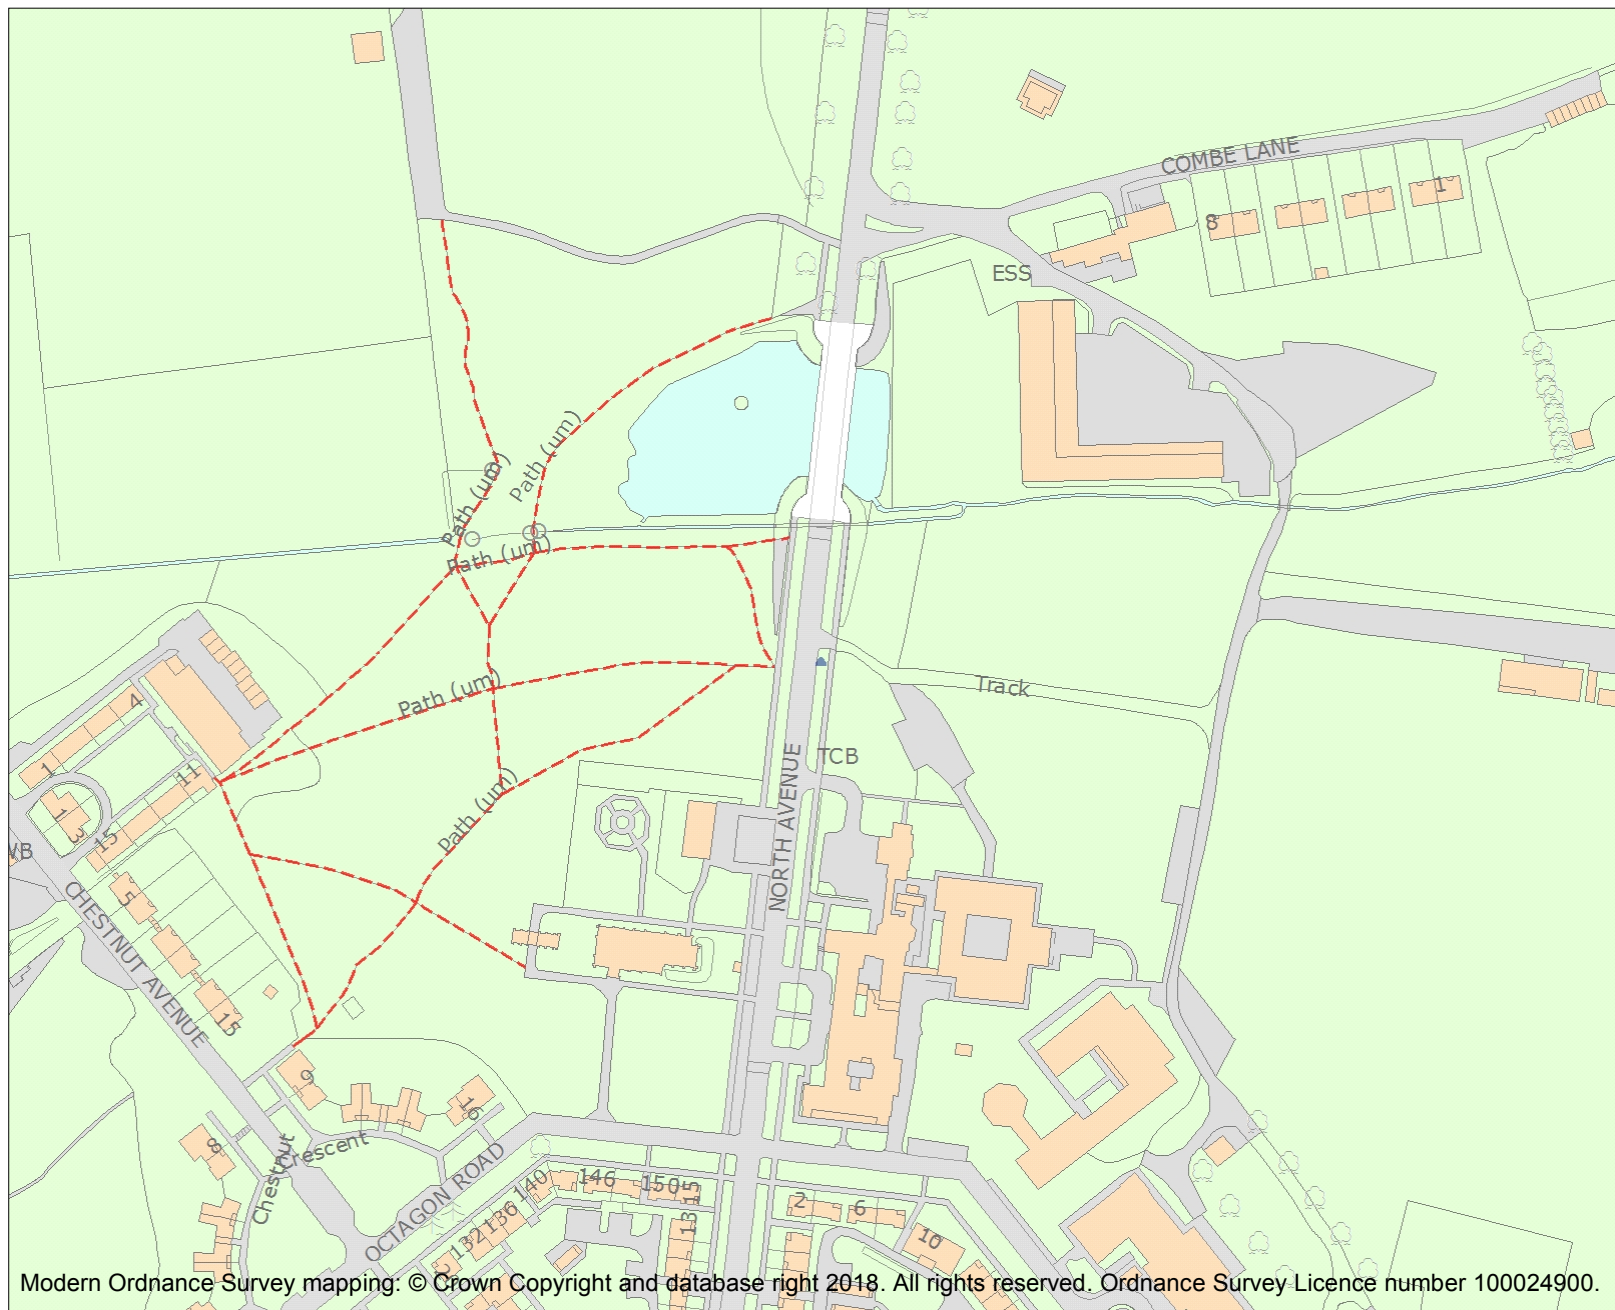 COMBE LANE
1
8
ESS
Path (um)
Path (um)
Path (um)
Path (um)
Track
4
1
11
TCB
NORTH AVENUE
1
3
15
Path (um)
5
CHESTNUT AVENUE
15
9
16
8
Chestnut
Crescent
OCTAGON ROAD
140
146
150
15
13
136
132
2
6
10
Modern Ordnance Survey mapping: © Crown Copyright and database right 2018. All rights reserved. Ordnance Survey Licence number 100024900.